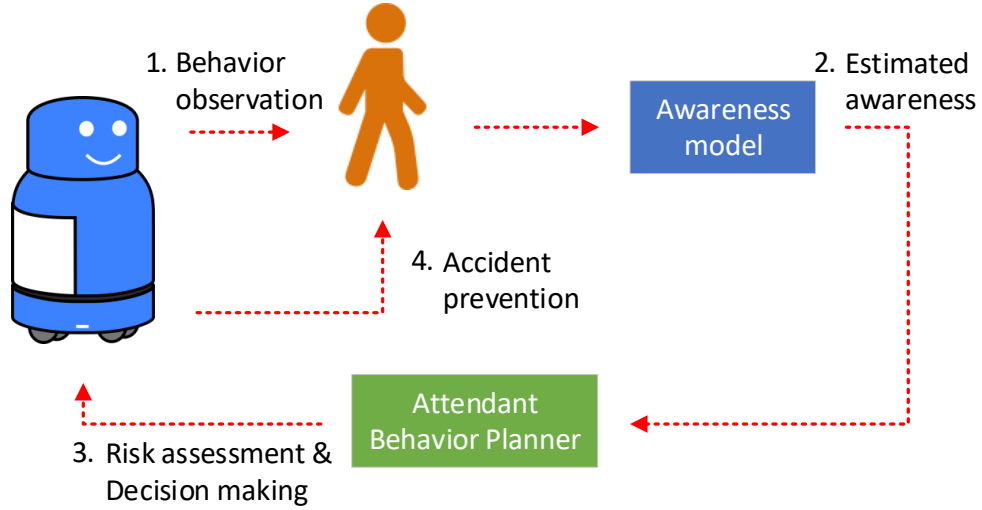 1. Behavior
observation
2. Estimated
awareness
Awareness
model
4. Accident
prevention
Attendant
Behavior Planner
3. Risk assessment &
Decision making